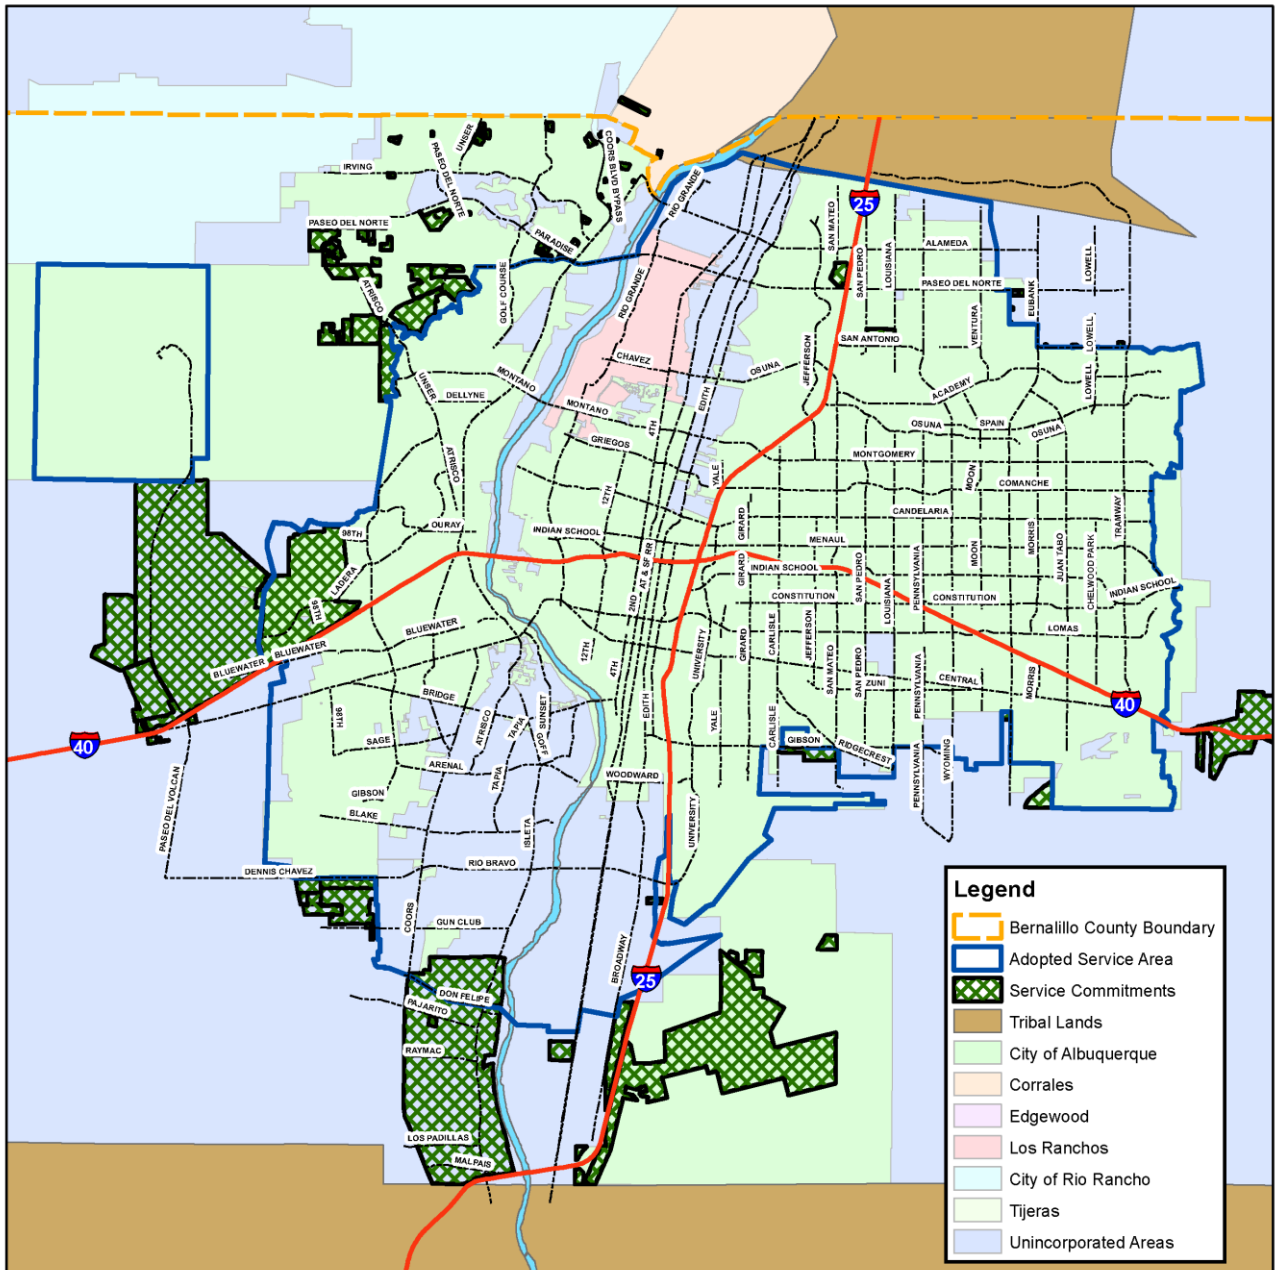 UNSER
COORS BLVD BYPASS
PASEO DEL NORTE
IRVING
RIO GRANDE
PASEO DEL NORTE
PARADISE
SAN MATEO
25
ALAMEDA
LOWELL
SAN PEDRO
LOUISIANA
GOLF COURSE
ATRISCO
RIO GRANDE
PASEO DEL NORTE
EUBANK
VENTURA
LOWELL
SAN ANTONIO
JEFFERSON
CHAVEZ
OSUNA
MONTANO
UNSER
DELLYNE
EDITH
ACADEMY
LOWELL
MONTANO
4TH
OSUNA
SPAIN
OSUNA
GRIEGOS
MONTGOMERY
ATRISCO
YALE
MOON
COMANCHE
12TH
CANDELARIA
TRAMWAY
GIRARD
OURAY
INDIAN SCHOOL
98TH
MENAUL
MORRIS
MOON
JUAN TABO
CHELWOOD PARK
AT & SF RR
GIRARD
INDIAN SCHOOL
SAN PEDRO
PENNSYLVANIA
LADERA
INDIAN SCHOOL
2ND
98TH
CONSTITUTION
LOUISIANA
CONSTITUTION
BLUEWATER
LOMAS
CARLISLE
JEFFERSON
GIRARD
UNIVERSITY
12TH
BLUEWATER
BLUEWATER
4TH
SAN MATEO
SAN PEDRO
PENNSYLVANIA
ZUNI
CENTRAL
MORRIS
BRIDGE
EDITH
40
98TH
ATRISCO
TAPIA
SUNSET
GOFF
YALE
CARLISLE
40
SAGE
GIBSON
RIDGECREST
WYOMING
ARENAL
TAPIA
WOODWARD
PENNSYLVANIA
PASEO DEL VOLCAN
GIBSON
BLAKE
UNIVERSITY
ISLETA
RIO BRAVO
DENNIS CHAVEZ
COORS
GUN CLUB
BROADWAY
25
DON FELIPE
PAJARITO
RAYMAC
LOS PADILLAS
MALPAIS
Legend
Bernalillo County Boundary
Adopted Service Area
Service Commitments
Tribal Lands
City of Albuquerque
Corrales
Edgewood
Los Ranchos
City of Rio Rancho
Tijeras
Unincorporated Areas